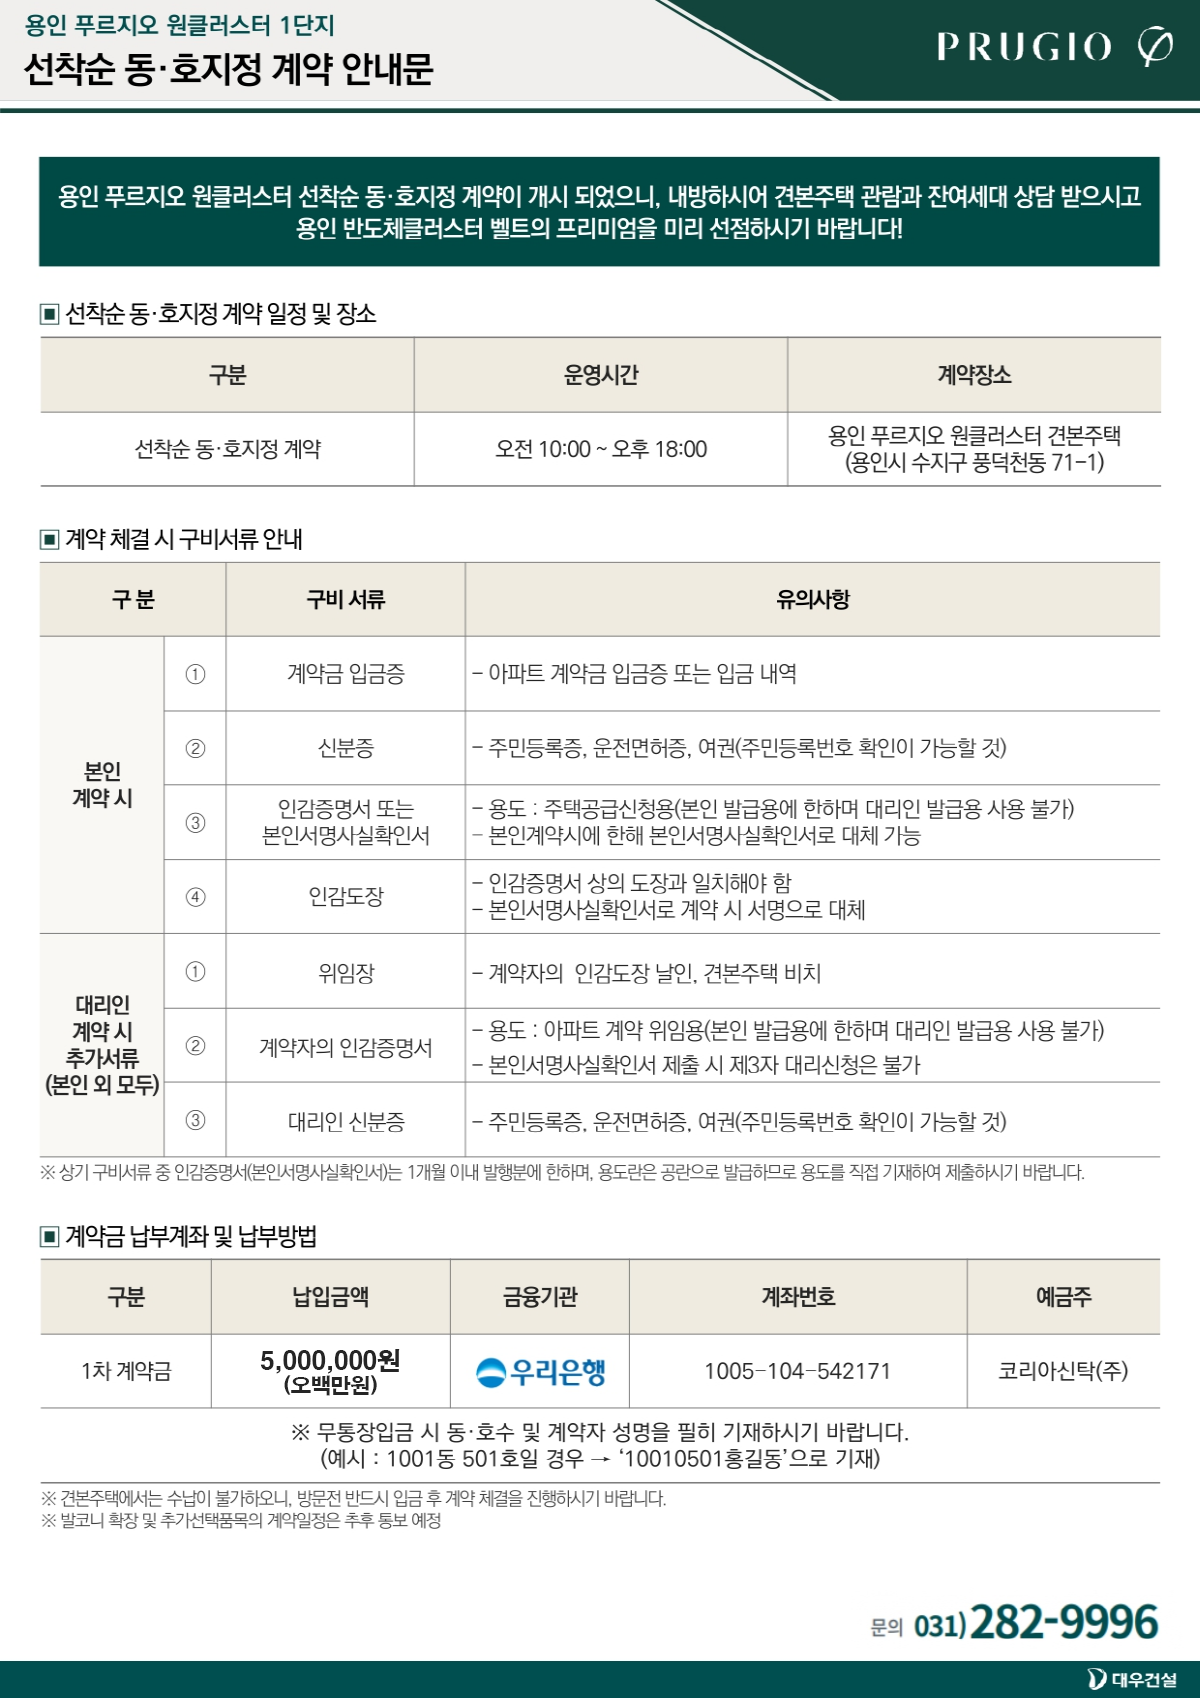 용인 푸르지오 원클러스터 1단지
선착순 동·호지정 계약 안내문
PRUGIO
용인 푸르지오 원클러스터 선착순 동·호지정 계약이 개시 되었으니, 내방하시어 견본주택 관람과 잔여세대 상담 받으시고
용인 반도체클러스터 벨트의 프리미엄을 미리 선점하시기 바랍니다!
▣ 선착순 동·호지정 계약 일정 및 장소
구분 운영시간 계약장소
선착순 동·호지정 계약 오전 10:00 ~ 오후 18:00 용인 푸르지오 원클러스터 견본주택
(용인시 수지구 풍덕천동 71-1)
▣ 계약 체결 시 구비서류 안내
구 분 구비 서류 유의사항
본인
계약 시
① 계약금 입금증 - 아파트 계약금 입금증 또는 입금 내역
② 신분증 - 주민등록증, 운전면허증, 여권(주민등록번호 확인이 가능할 것)
③ 인감증명서 또는
본인서명사실확인서
- 용도 : 주택공급신청용(본인 발급용에 한하며 대리인 발급용 사용 불가)
- 본인계약시에 한해 본인서명사실확인서로 대체 가능
④ 인감도장
- 인감증명서 상의 도장과 일치해야 함
- 본인서명사실확인서로 계약 시 서명으로 대체
대리인
계약 시
추가서류
(본인 외 모두)
① 위임장 - 계약자의 인감도장 날인, 견본주택 비치
② 계약자의 인감증명서
- 용도 : 아파트 계약 위임용(본인 발급용에 한하며 대리인 발급용 사용 불가)
- 본인서명사실확인서 제출 시 제3자 대리신청은 불가
③ 대리인 신분증 - 주민등록증, 운전면허증, 여권(주민등록번호 확인이 가능할 것)
※ 상기 구비서류 중 인감증명서(본인서명사실확인서)는 1개월 이내 발행분에 한하며, 용도란은 공란으로 발급하므로 용도를 직접 기재하여 제출하시기 바랍니다.
▣ 계약금 납부계좌 및 납부방법
구분 납입금액 금융기관 계좌번호 예금주
1차 계약금 5,000,000원
(오백만원)
우리은행 1005-104-542171 코리아신탁(주)
※ 무통장입금 시 동·호수 및 계약자 성명을 필히 기재하시기 바랍니다.
(예시 : 1001동 501호일 경우 → ‘10010501홍길동’으로 기재)
※ 견본주택에서는 수납이 불가하오니, 방문전 반드시 입금 후 계약 체결을 진행하시기 바랍니다.
※ 발코니 확장 및 추가선택품목의 계약일정은 추후 통보 예정
문의 031)282-9996
대우건설